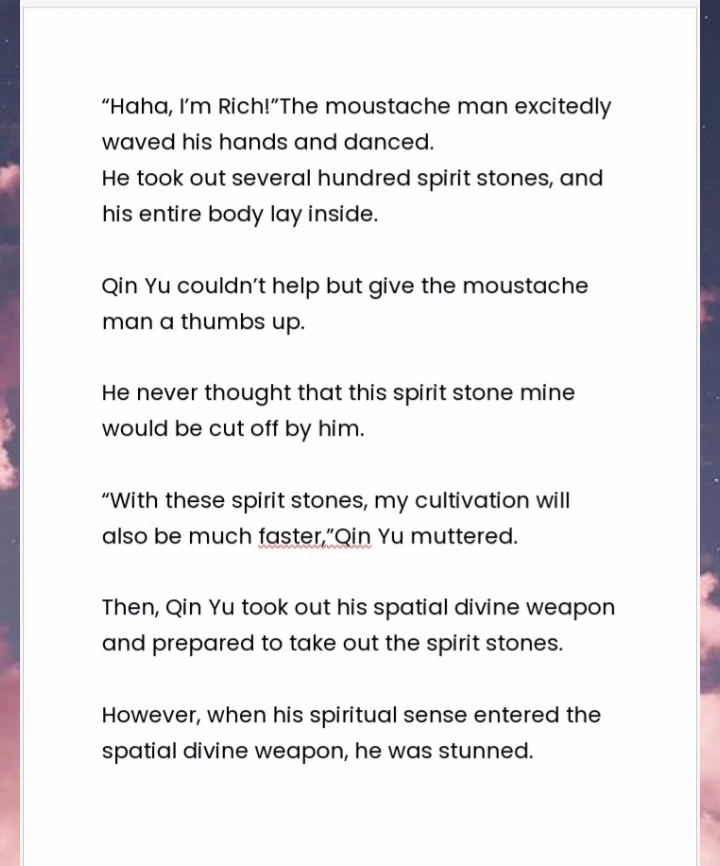 “Haha, I’m Rich!”The moustache man excitedly
waved his hands and danced.
He took out several hundred spirit stones, and
his entire body lay inside.
Qin Yu couldn’t help but give the moustache
man a thumbs up.
He never thought that this spirit stone mine
would be cut off by him.
“With these spirit stones, my cultivation will
also be much faster,”Qin Yu muttered.
Then, Qin Yu took out his spatial divine weapon
and prepared to take out the spirit stones.
However, when his spiritual sense entered the
spatial divine weapon, he was stunned.